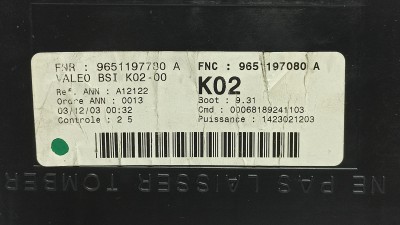 FNR : 9651197780 A FNC : 9651197080 A
VALEO BSI K02-00 K02
Ref. ANN : A12122
Ordre ANN : 0013 Boot : 9.31
03/12/03 00:32 Cmd : 00068189241103
Controle : 2 5 Puissance : 1423021203
NE PAS LAISSER TOMBER